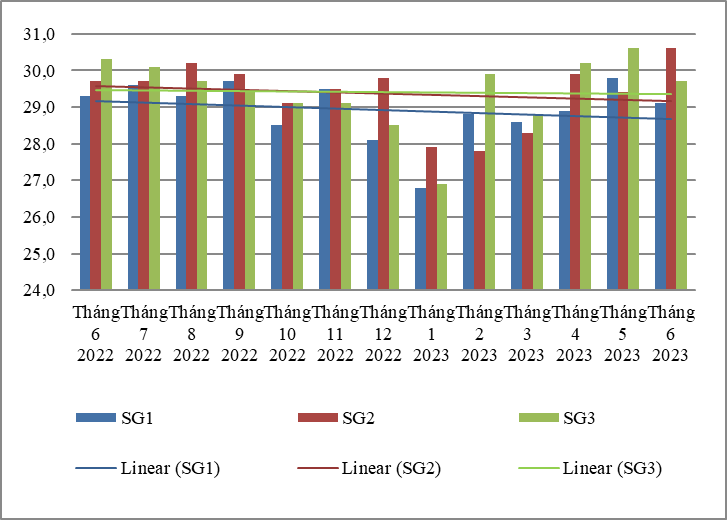 31,0
30,0
29,0
28,0
27,0
26,0
25,0
24,0
Tháng 6 2022
Tháng 7 2022
Tháng 8 2022
Tháng 9 2022
Tháng 10 2022
Tháng 11 2022
Tháng 12 2022
Tháng 1 2023
Tháng 2 2023
Tháng 3 2023
Tháng 4 2023
Tháng 5 2023
Tháng 6 2023
SG1 SG2 SG3
Linear (SG1) Linear (SG2) Linear (SG3)